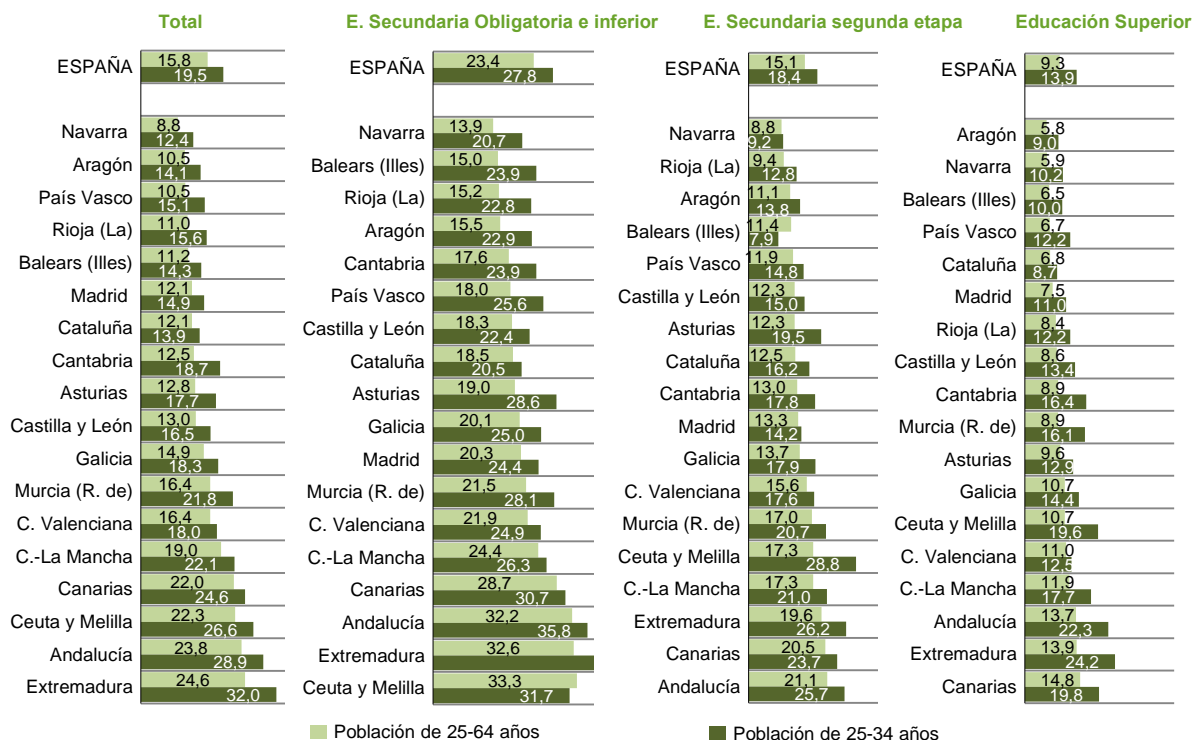 Total
ESPAÑA 15,8 19,5
Navarra 8,8 12,4
Aragón 10,5 14,1
País Vasco 10,5 15,1
Rioja (La) 11,0 15,6
Balears (Illes) 11,2 14,3
Madrid 12,1 14,9
Cataluña 12,1 13,9
Cantabria 12,5 18,7
Asturias 12,8 17,7
Castilla y León 13,0 16,5
Galicia 14,9 18,3
Murcia (R. de) 16,4 21,8
C. Valenciana 16,4 18,0
C.-La Mancha 19,0 22,1
Canarias 22,0 24,6
Ceuta y Melilla 22,3 26,6
Andalucía 23,8 28,9
Extremadura 24,6 32,0
E. Secundaria Obligatoria e inferior
ESPAÑA 23,4 27,8
Navarra 13,9 20,7
Balears (Illes) 15,0 23,9
Rioja (La) 15,2 22,8
Aragón 15,5 22,9
Cantabria 17,6 23,9
País Vasco 18,0 25,6
Castilla y León 18,3 22,4
Cataluña 18,5 20,5
Asturias 19,0 28,6
Galicia 20,1 25,0
Madrid 20,3 24,4
Murcia (R. de) 21,5 28,1
C. Valenciana 21,9 24,9
C.-La Mancha 24,4 26,3
Canarias 28,7 30,7
Andalucía 32,2 35,8
Extremadura 32,6
Ceuta y Melilla 33,3 31,7
E. Secundaria segunda etapa
ESPAÑA 15,1 18,4
Navarra 8,8 9,2
Rioja (La) 9,4 12,8
Aragón 11,1 13,8
Balears (Illes) 11,4 7,9
País Vasco 11,9 14,8
Castilla y León 12,3 15,0
Asturias 12,3 19,5
Cataluña 12,5 16,2
Cantabria 13,0 17,8
Madrid 13,3 14,2
Galicia 13,7 17,9
C. Valenciana 15,6 17,6
Murcia (R. de) 17,0 20,7
Ceuta y Melilla 17,3 28,8
C.-La Mancha 17,3 21,0
Extremadura 19,6 26,2
Canarias 20,5 23,7
Andalucía 21,1 25,7
Educación Superior
ESPAÑA 9,3 13,9
Aragón 5,8 9,0
Navarra 5,9 10,2
Balears (Illes) 6,5 10,0
País Vasco 6,7 12,2
Cataluña 6,8 8,7
Madrid 7,5 11,0
Rioja (La) 8,4 12,2
Castilla y León 8,6 13,4
Cantabria 8,9 16,4
Murcia (R. de) 8,9 16,1
Asturias 9,6 12,9
Galicia 10,7 14,4
Ceuta y Melilla 10,7 19,6
C. Valenciana 11,0 12,5
C.-La Mancha 11,9 17,7
Andalucía 13,7 22,3
Extremadura 13,9 24,2
Canarias 14,8 19,8
Población de 25-64 años
Población de 25-34 años